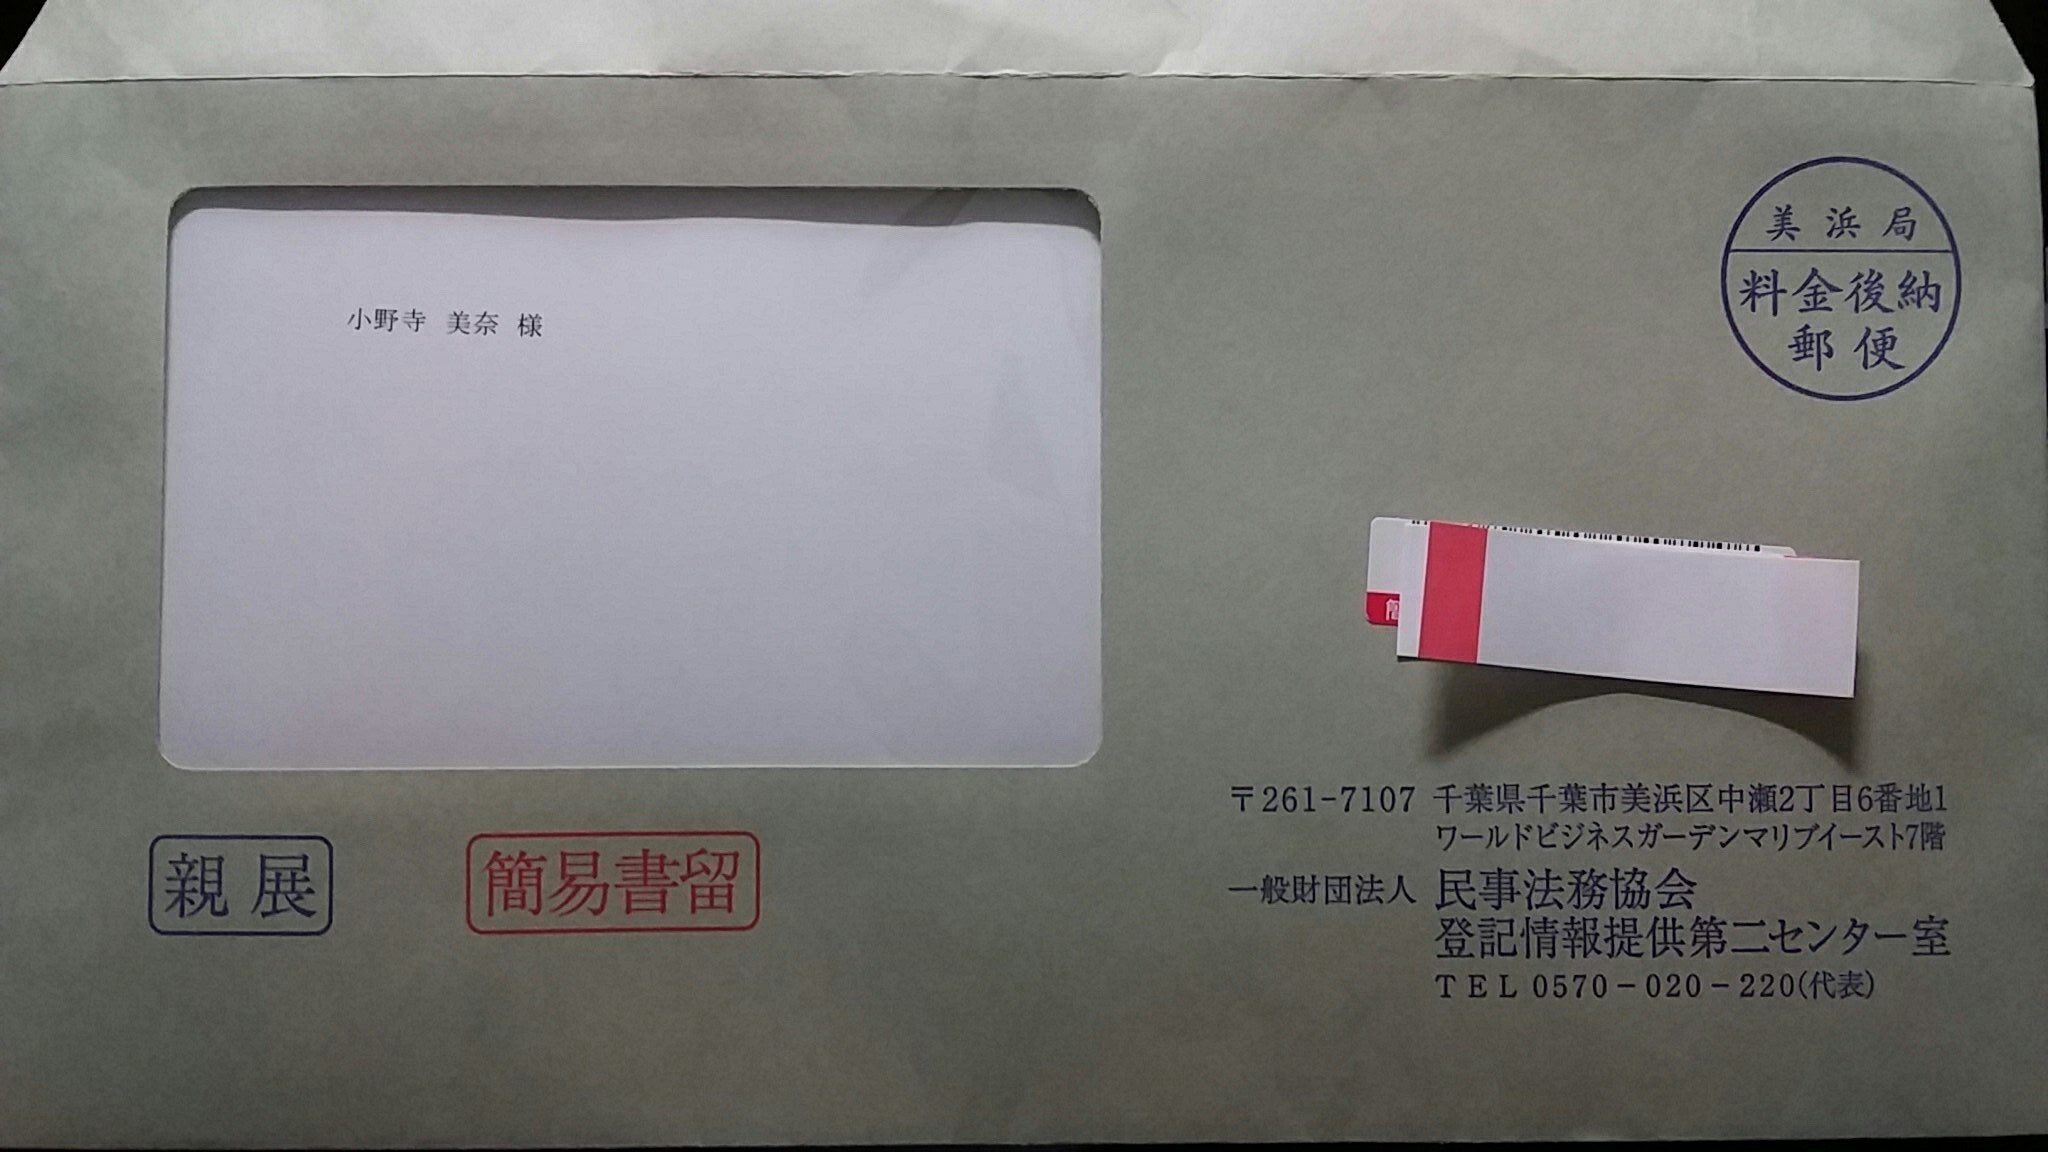 小野寺 美奈 様
美浜局
料金後納
郵便
簡
〒261-7107 千葉県千葉市美浜区中瀬2丁目6番地1
ワールドビジネスガーデンマリブイースト7階
一般財団法人 民事法務協会
登記情報提供第二センター室
TEL 0570-020-220(代表)
親展
簡易書留